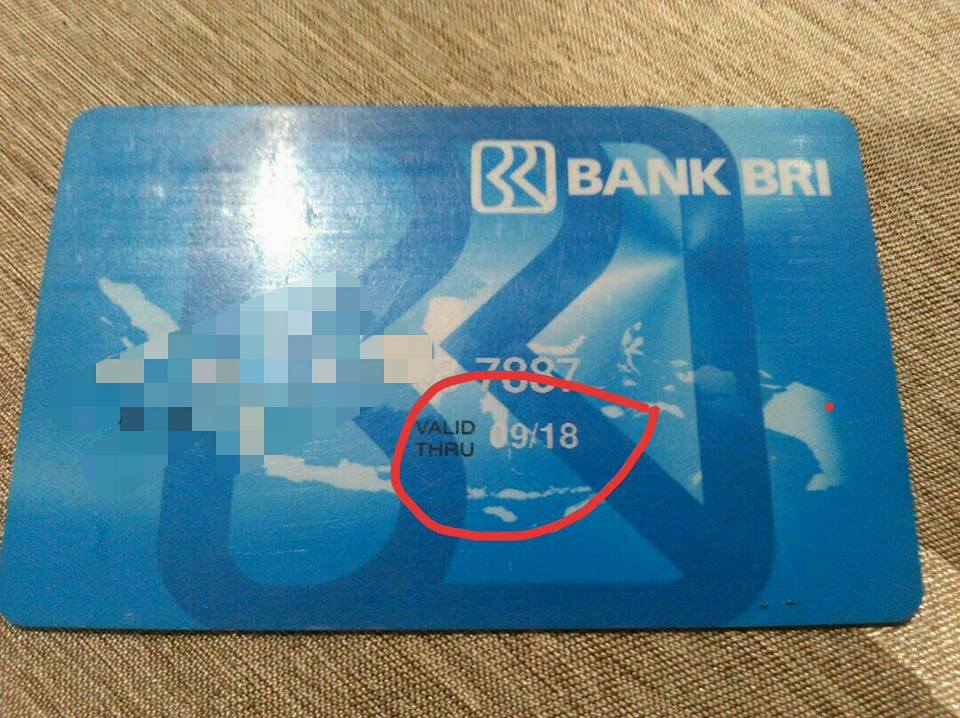 BANK BRI
7887
VALID
THRU 09/18